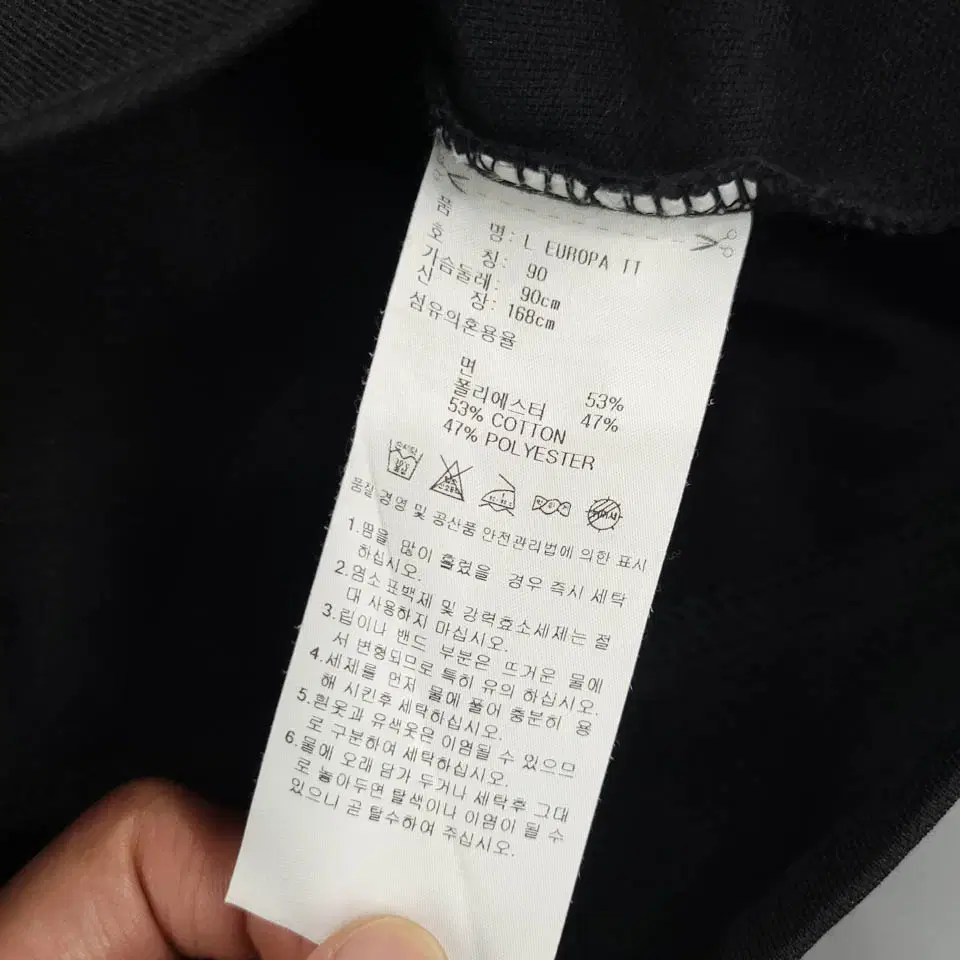 품 명: L EUROPA TT
호 칭: 90
가슴둘레: 90cm
신 장: 168cm
섬유의혼용율
면 53%
폴리에스터 47%
53% COTTON
47% POLYESTER
품질경영 및 공산품 안전관리법에 의한 표시
1.땀을 많이 흘렸을 경우 즉시 세탁
하십시오.
2.염소표백제 및 강력효소세제는 절
대 사용하지 마십시오.
3.립이나 밴드 부분은 뜨거운 물에
서 변형되므로 특히 유의 하십시오.
4.세제를 먼저 물에 풀어 충분히 용
해 시킨후 세탁하십시오.
5.흰옷과 유색옷은 이염될 수 있으므
로 구분하여 세탁하십시오.
6.물에 오래 담가 두거나 세탁후 그대
로 놓아두면 탈색이나 이염이 될 수
있으니 곧 탈수하여 주십시오.